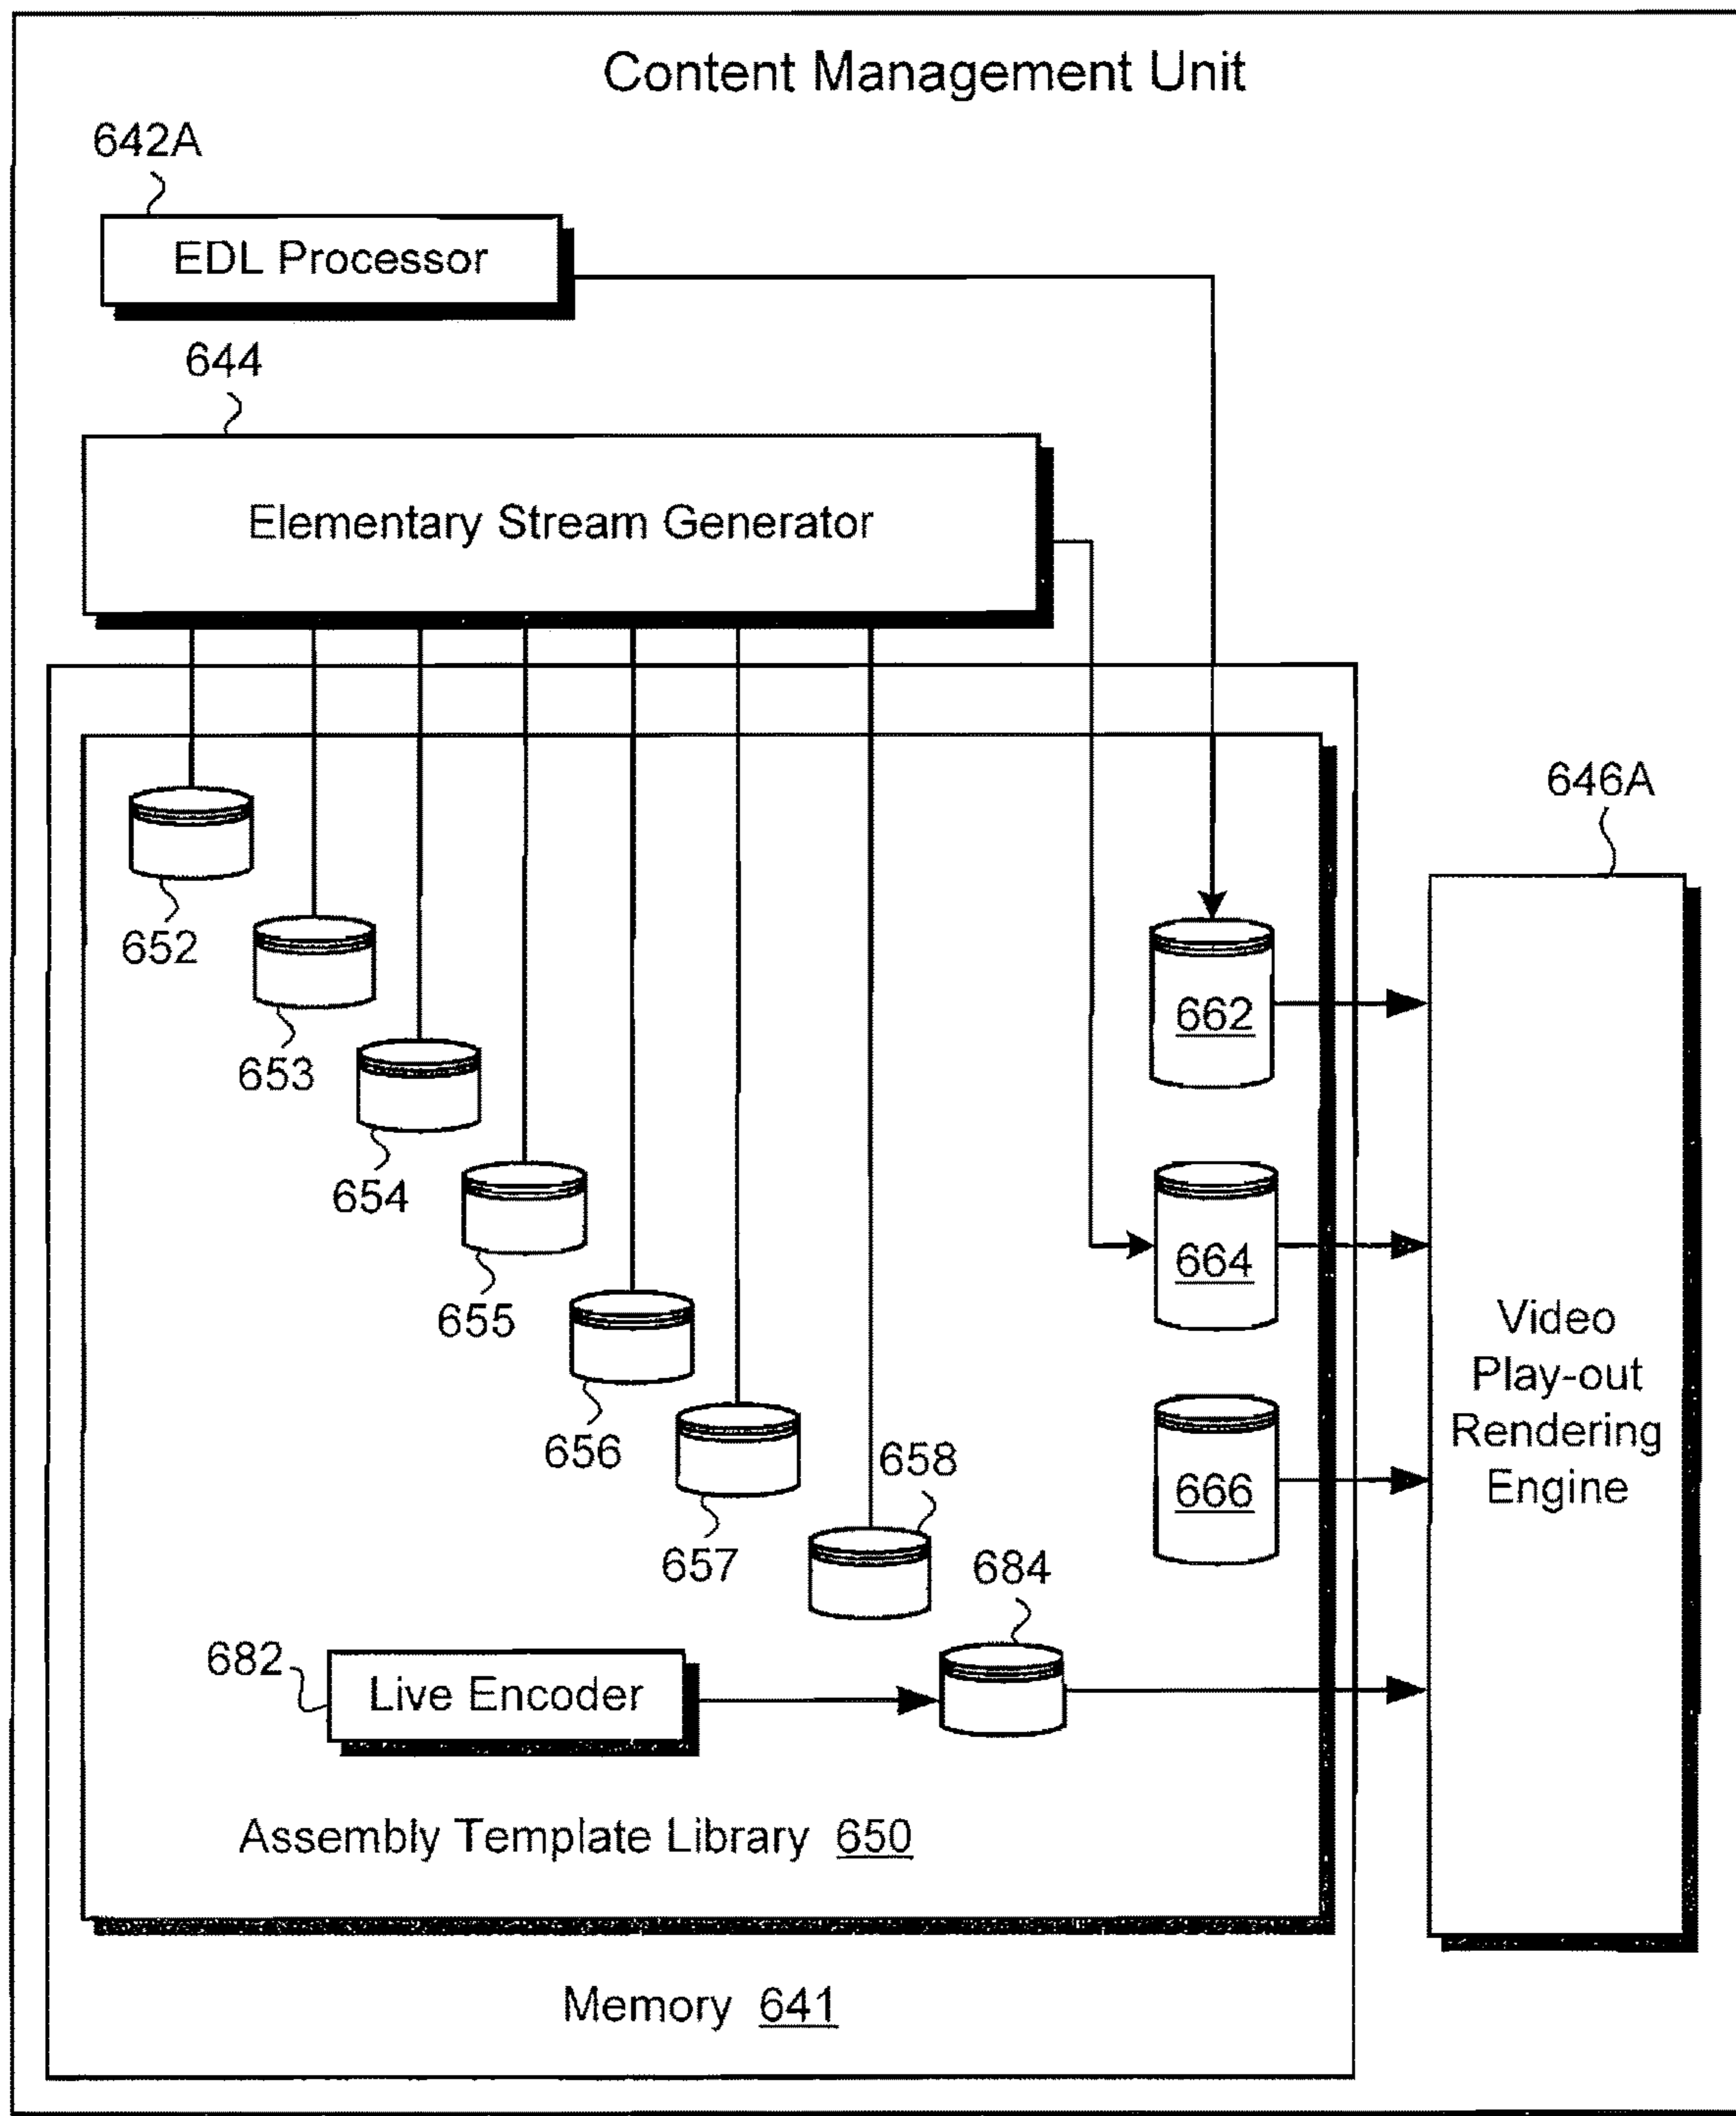 Content Management Unit
642A
EDL Processor
644
Elementary Stream Generator
646A
652
653
662
654
655
664
656
Video
Play-out
Rendering
Engine
657
658
666
684
682
Live Encoder
Assembly Template Library 650
Memory 641